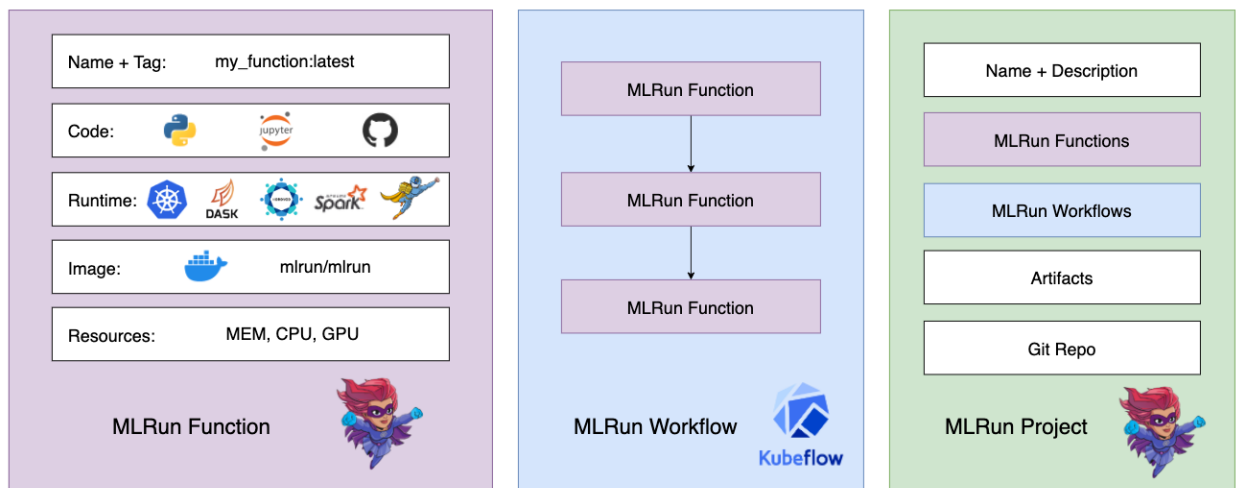 Name + Tag: my_function:latest
Code:
jupyter
Runtime:
DASK
Spark
Image: mlrun/mlrun
Resources: MEM, CPU, GPU
MLRun Function
MLRun Function
MLRun Function
MLRun Function
MLRun Workflow
Kubeflow
Name + Description
MLRun Functions
MLRun Workflows
Artifacts
Git Repo
MLRun Project